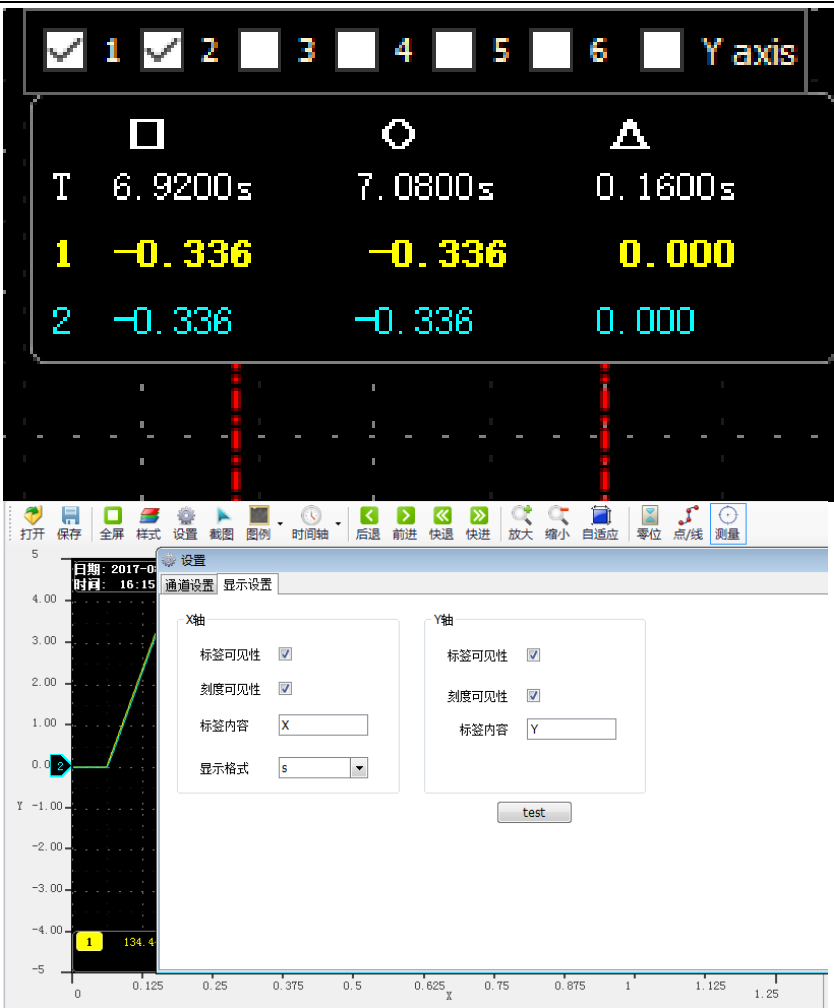 1 2 3 4 5 6 Y axis
T 6.9200s 7.0800s 0.1600s
1 -0.336 -0.336 0.000
2 -0.336 -0.336 0.000
打开 保存 全屏 样式 设置 截图 图例 时间轴 后退 前进 快退 快进 放大 缩小 自适应 零位 点/线 测量
设置
通道设置 显示设置
日期: 2017-0
时间: 16:15
X轴 Y轴
标签可见性 标签可见性
刻度可见性 刻度可见性
标签内容 X 标签内容 Y
显示格式 s
test
5
4.00
3.00
2.00
1.00
0.0 2
Y -1.00
-2.00
-3.00
-4.00
1 134.4
-5
0 0.125 0.25 0.375 0.5 0.625 0.75 0.875 1 1.125 1.25
X